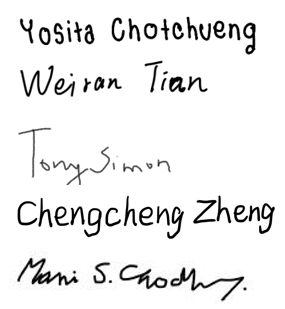 Yosita Chotchueng
Weiran Tian
Tony Simon
Chengcheng Zheng
Mani S.